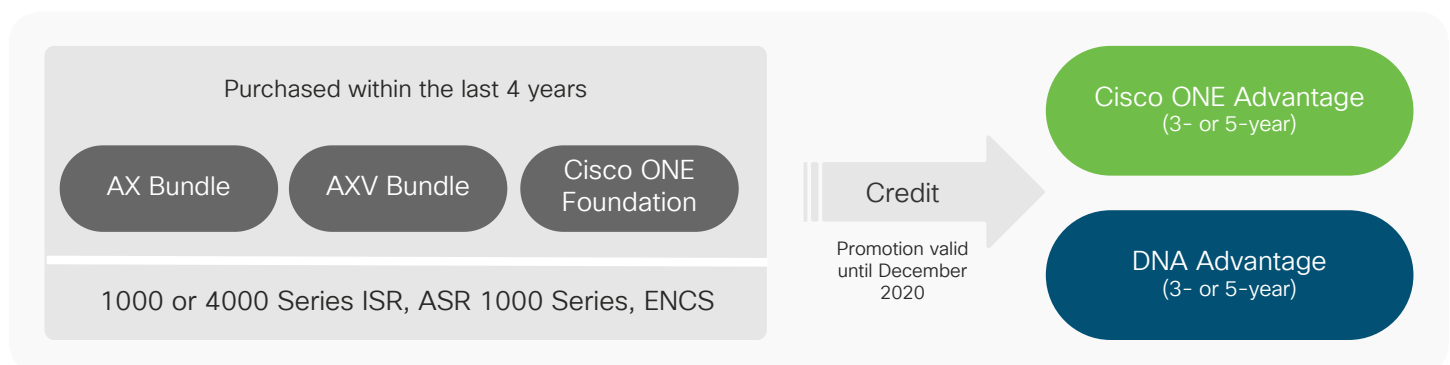 Purchased within the last 4 years
AX Bundle
AXV Bundle
Cisco ONE
Foundation
1000 or 4000 Series ISR, ASR 1000 Series, ENCS
Credit
Promotion valid
until December
2020
Cisco ONE Advantage
(3- or 5-year)
DNA Advantage
(3- or 5-year)